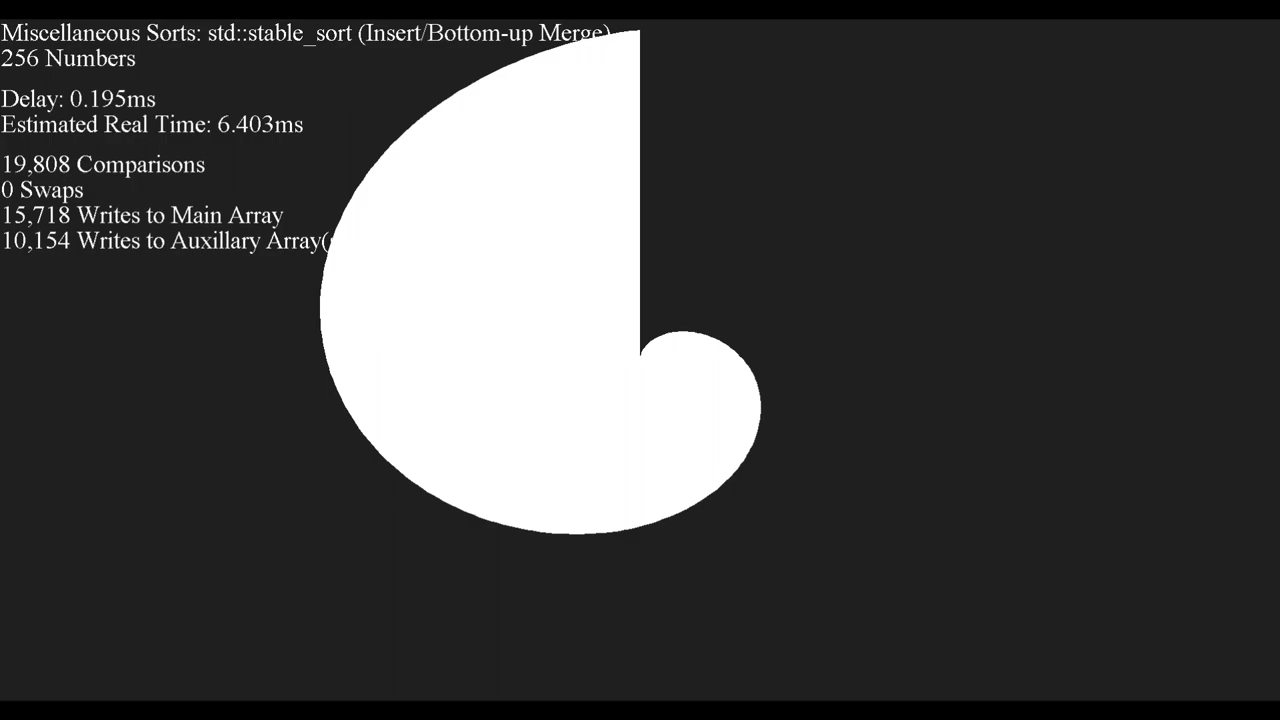 Miscellaneous Sorts: std::stable_sort (Insert/Bottom-up Merge)
256 Numbers
Delay: 0.195ms
Estimated Real Time: 6.403ms
19,808 Comparisons
0 Swaps
15,718 Writes to Main Array
10,154 Writes to Auxillary Array(